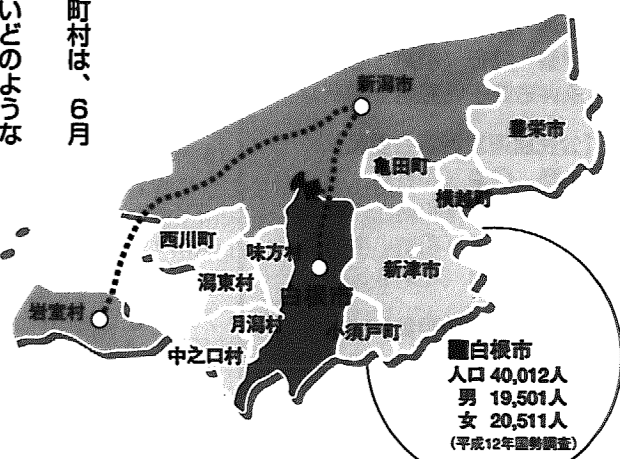 町村は、6月
いどのような
新潟市
豊栄市
亀田町
横越町
西川町
味方村
新津市
潟東村
白根市
岩室村
月潟村
小須戸町
中之口村
■白根市
人口 40,012人
男 19,501人
女 20,511人
(平成12年国勢調査)